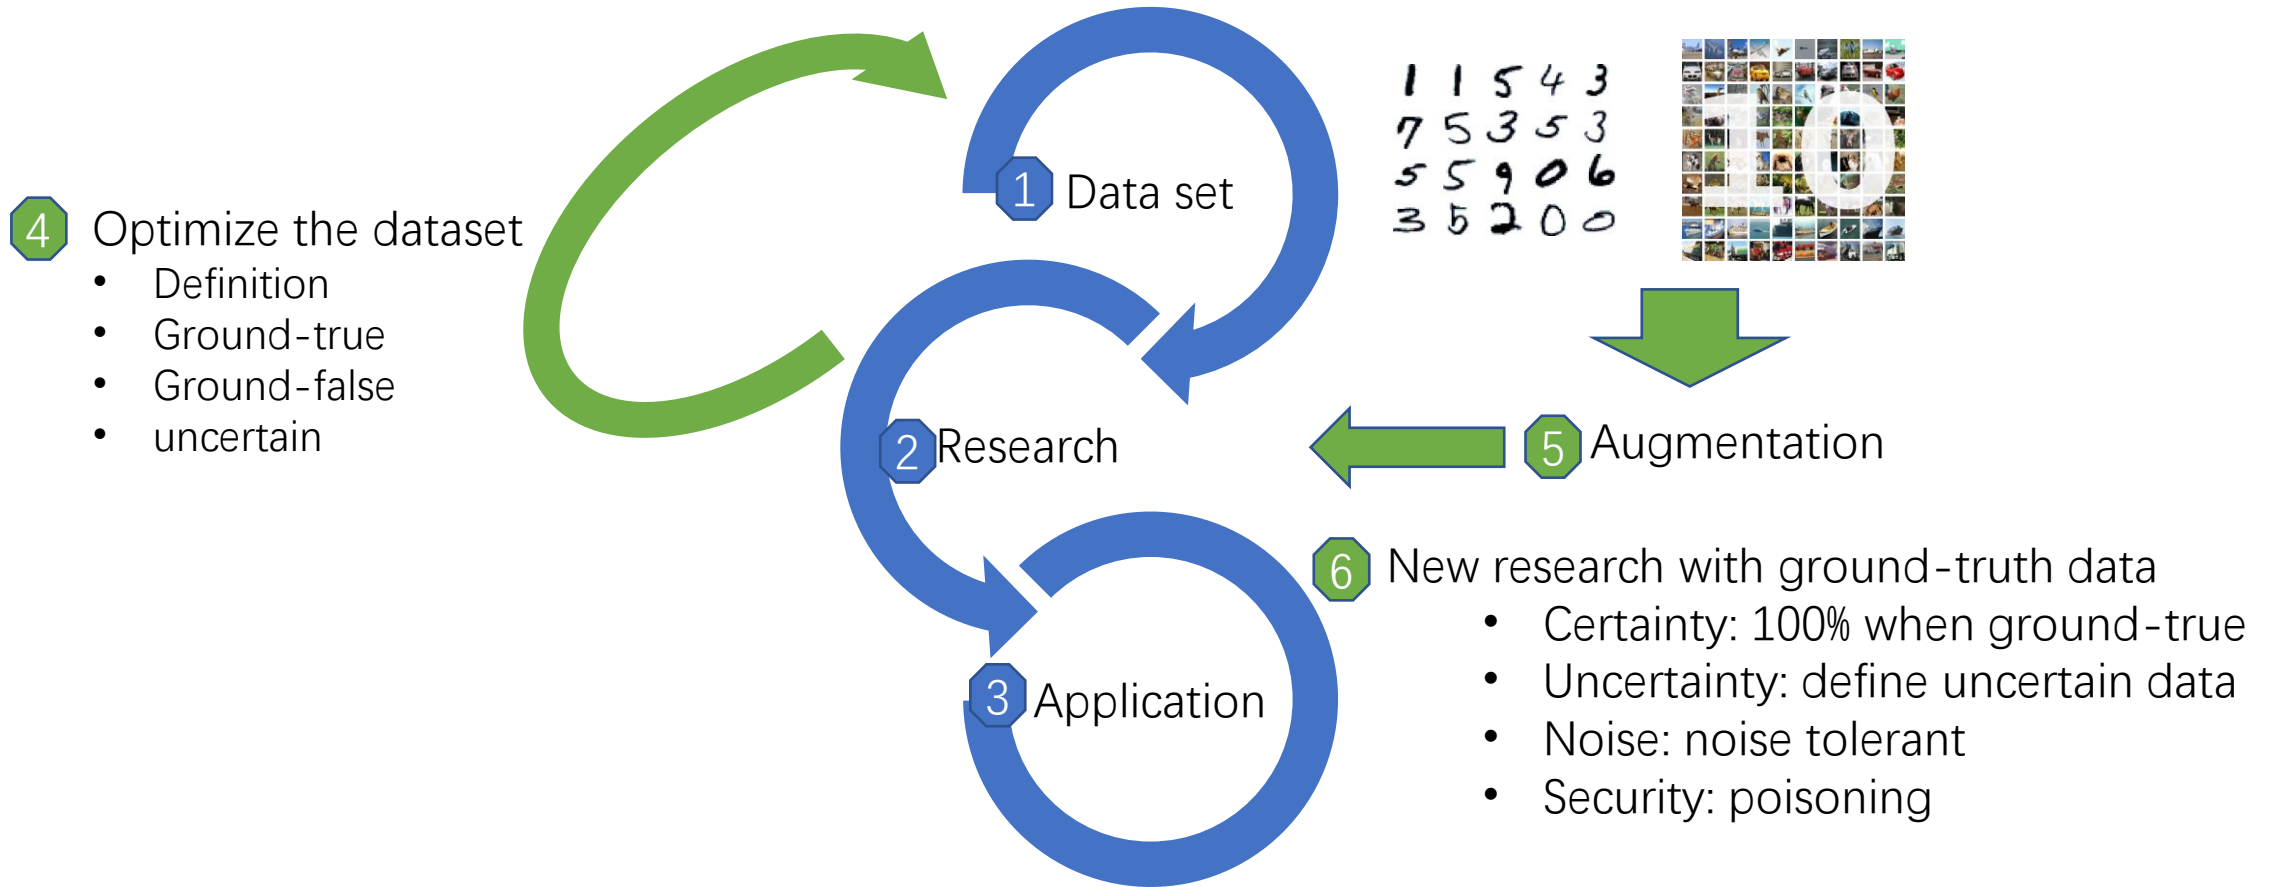 1 Data set
1 1 5 4 3
7 5 3 5 3
5 5 9 0 6
3 5 2 0 0
10
4 Optimize the dataset
• Definition
• Ground-true
• Ground-false
• uncertain
2 Research
5 Augmentation
3 Application
6 New research with ground-truth data
• Certainty: 100% when ground-true
• Uncertainty: define uncertain data
• Noise: noise tolerant
• Security: poisoning